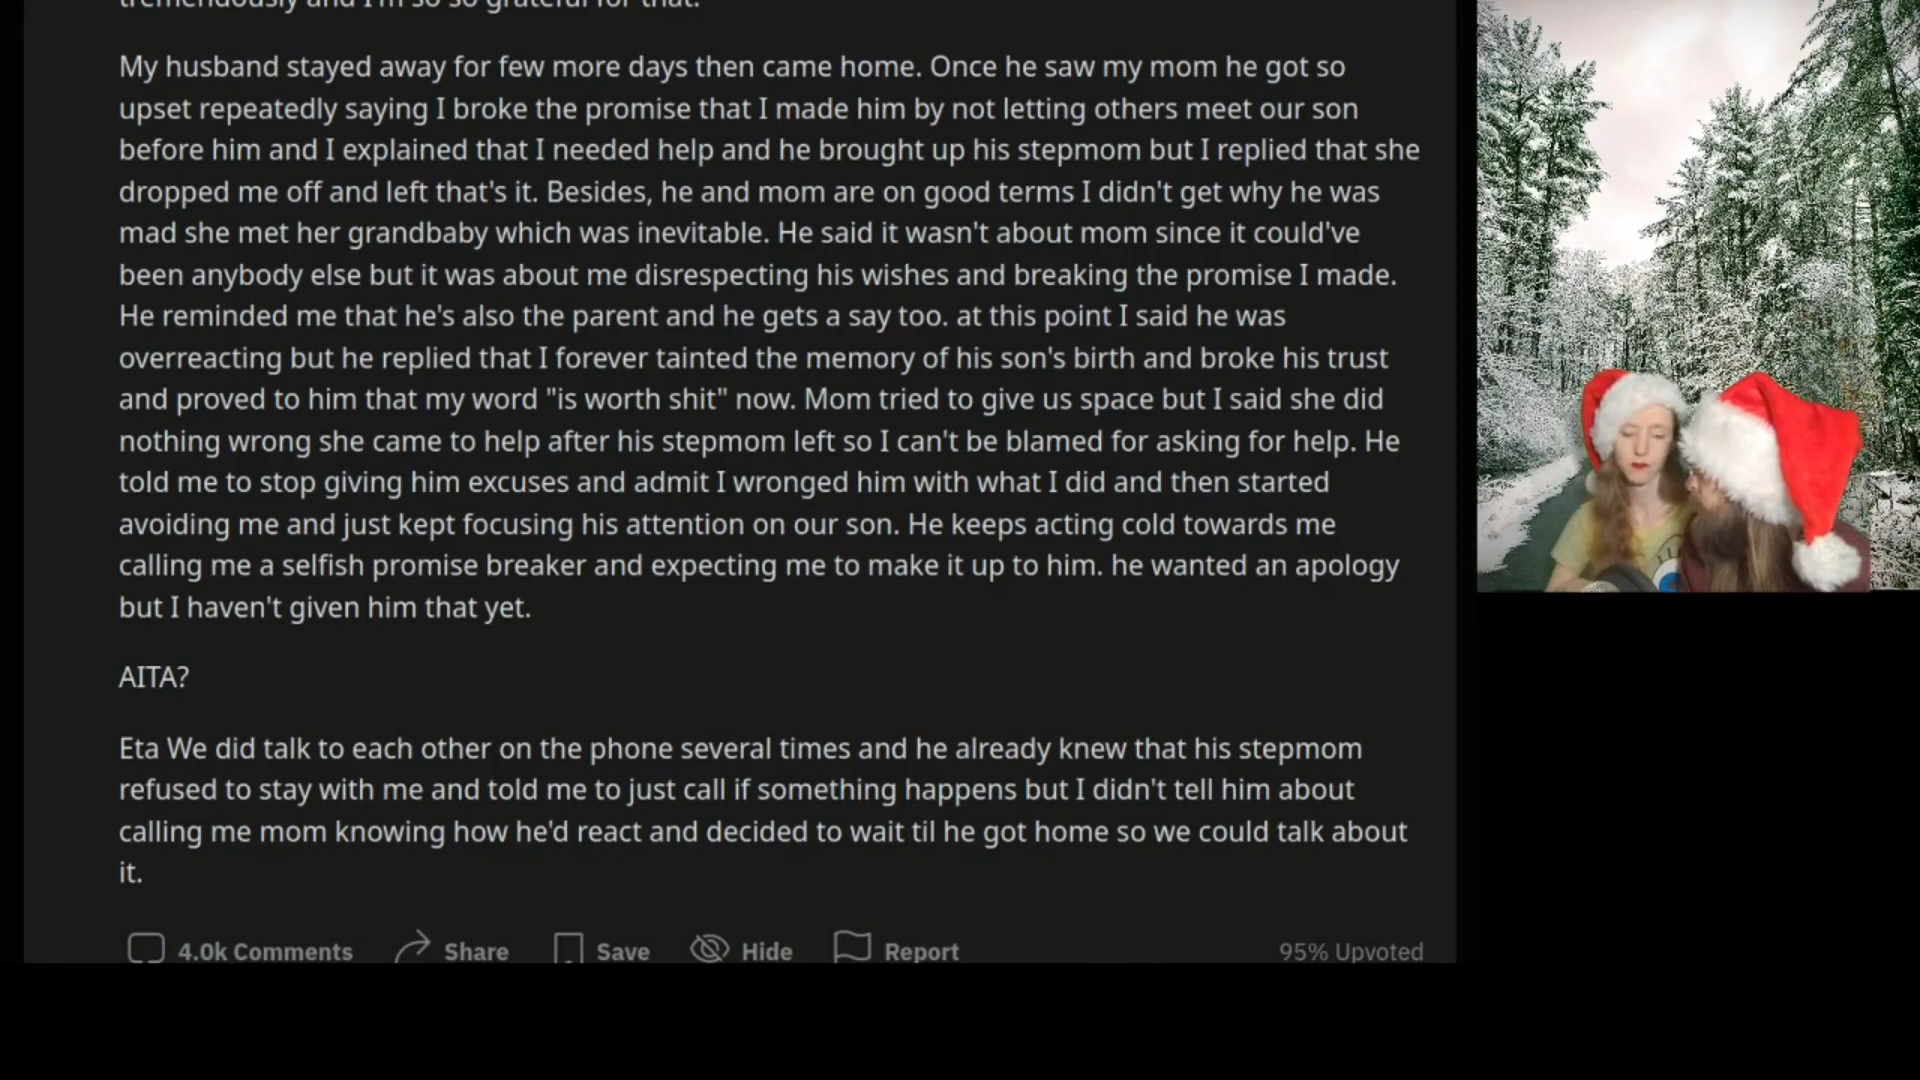 tremendously and I'm so so grateful for that.
My husband stayed away for few more days then came home. Once he saw my mom he got so
upset repeatedly saying I broke the promise that I made him by not letting others meet our son
before him and I explained that I needed help and he brought up his stepmom but I replied that she
dropped me off and left that's it. Besides, he and mom are on good terms I didn't get why he was
mad she met her grandbaby which was inevitable. He said it wasn't about mom since it could've
been anybody else but it was about me disrespecting his wishes and breaking the promise I made.
He reminded me that he's also the parent and he gets a say too. at this point I said he was
overreacting but he replied that I forever tainted the memory of his son's birth and broke his trust
and proved to him that my word "is worth shit" now. Mom tried to give us space but I said she did
nothing wrong she came to help after his stepmom left so I can't be blamed for asking for help. He
told me to stop giving him excuses and admit I wronged him with what I did and then started
avoiding me and just kept focusing his attention on our son. He keeps acting cold towards me
calling me a selfish promise breaker and expecting me to make it up to him. he wanted an apology
but I haven't given him that yet.
AITA?
Eta We did talk to each other on the phone several times and he already knew that his stepmom
refused to stay with me and told me to just call if something happens but I didn't tell him about
calling me mom knowing how he'd react and decided to wait til he got home so we could talk about
it.
4.0k Comments Share Save Hide Report 95% Upvoted